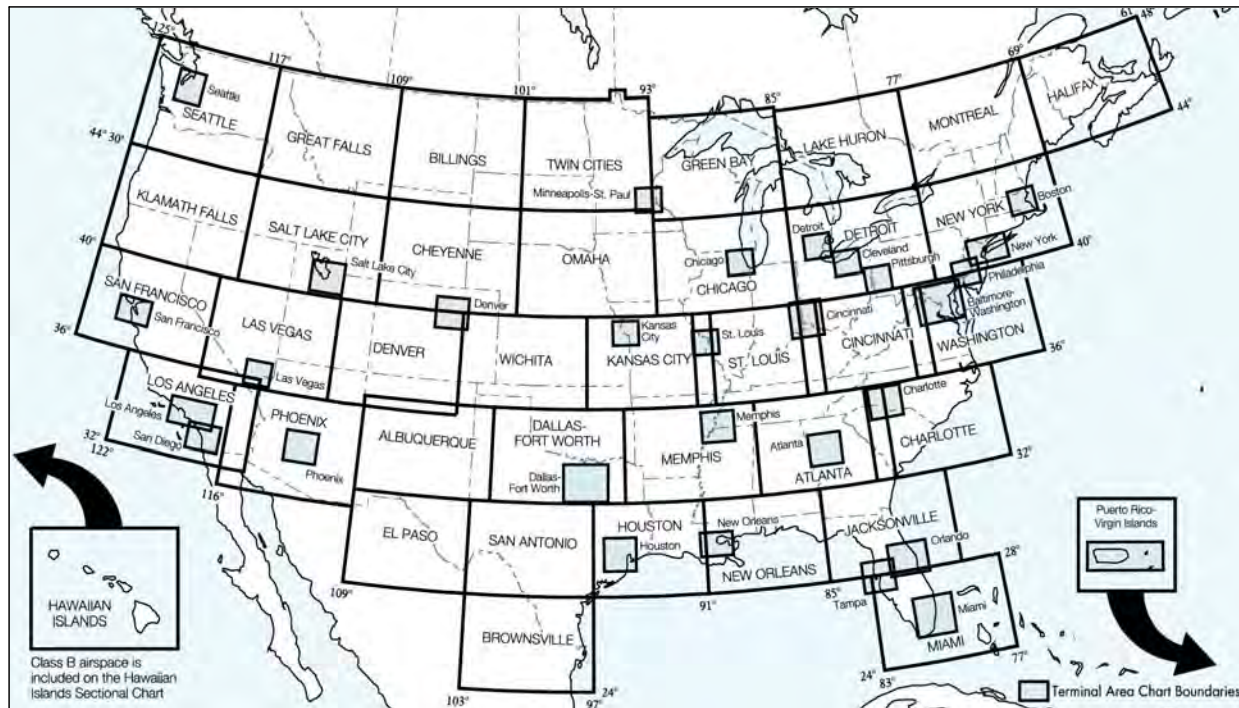 125°
117°
109°
101°
93°
85°
77°
69°
61°
48°
44°
Seattle
SEATTLE
GREAT FALLS
BILLINGS
TWIN CITIES
GREEN BAY
LAKE HURON
MONTREAL
HALIFAX
44° 30'
Minneapolis-St. Paul
KLAMATH FALLS
SALT LAKE CITY
Salt Lake City
CHEYENNE
OMAHA
Chicago
CHICAGO
Detroit
DETROIT
Cleveland
Pittsburgh
NEW YORK
Boston
New York
40°
40°
Philadelphia
Baltimore-
Washington
SAN FRANCISCO
San Francisco
LAS VEGAS
Las Vegas
Denver
DENVER
WICHITA
Kansas
City
KANSAS CITY
St. Louis
ST. LOUIS
Cincinnati
CINCINNATI
WASHINGTON
36°
36°
LOS ANGELES
Los Angeles
San Diego
PHOENIX
Phoenix
ALBUQUERQUE
DALLAS-
FORT WORTH
Dallas-
Fort Worth
Memphis
MEMPHIS
Atlanta
ATLANTA
Charlotte
CHARLOTTE
32°
122°
32°
116°
EL PASO
SAN ANTONIO
HOUSTON
Houston
New Orleans
NEW ORLEANS
JACKSONVILLE
Orlando
Tampa
28°
109°
91°
85°
BROWNSVILLE
Miami
MIAMI
103°
24°
97°
24°
83°
77°
HAWAIIAN
ISLANDS
Class B airspace is
included on the Hawaiian
Islands Sectional Chart
Puerto Rico-
Virgin Islands
Terminal Area Chart Boundaries